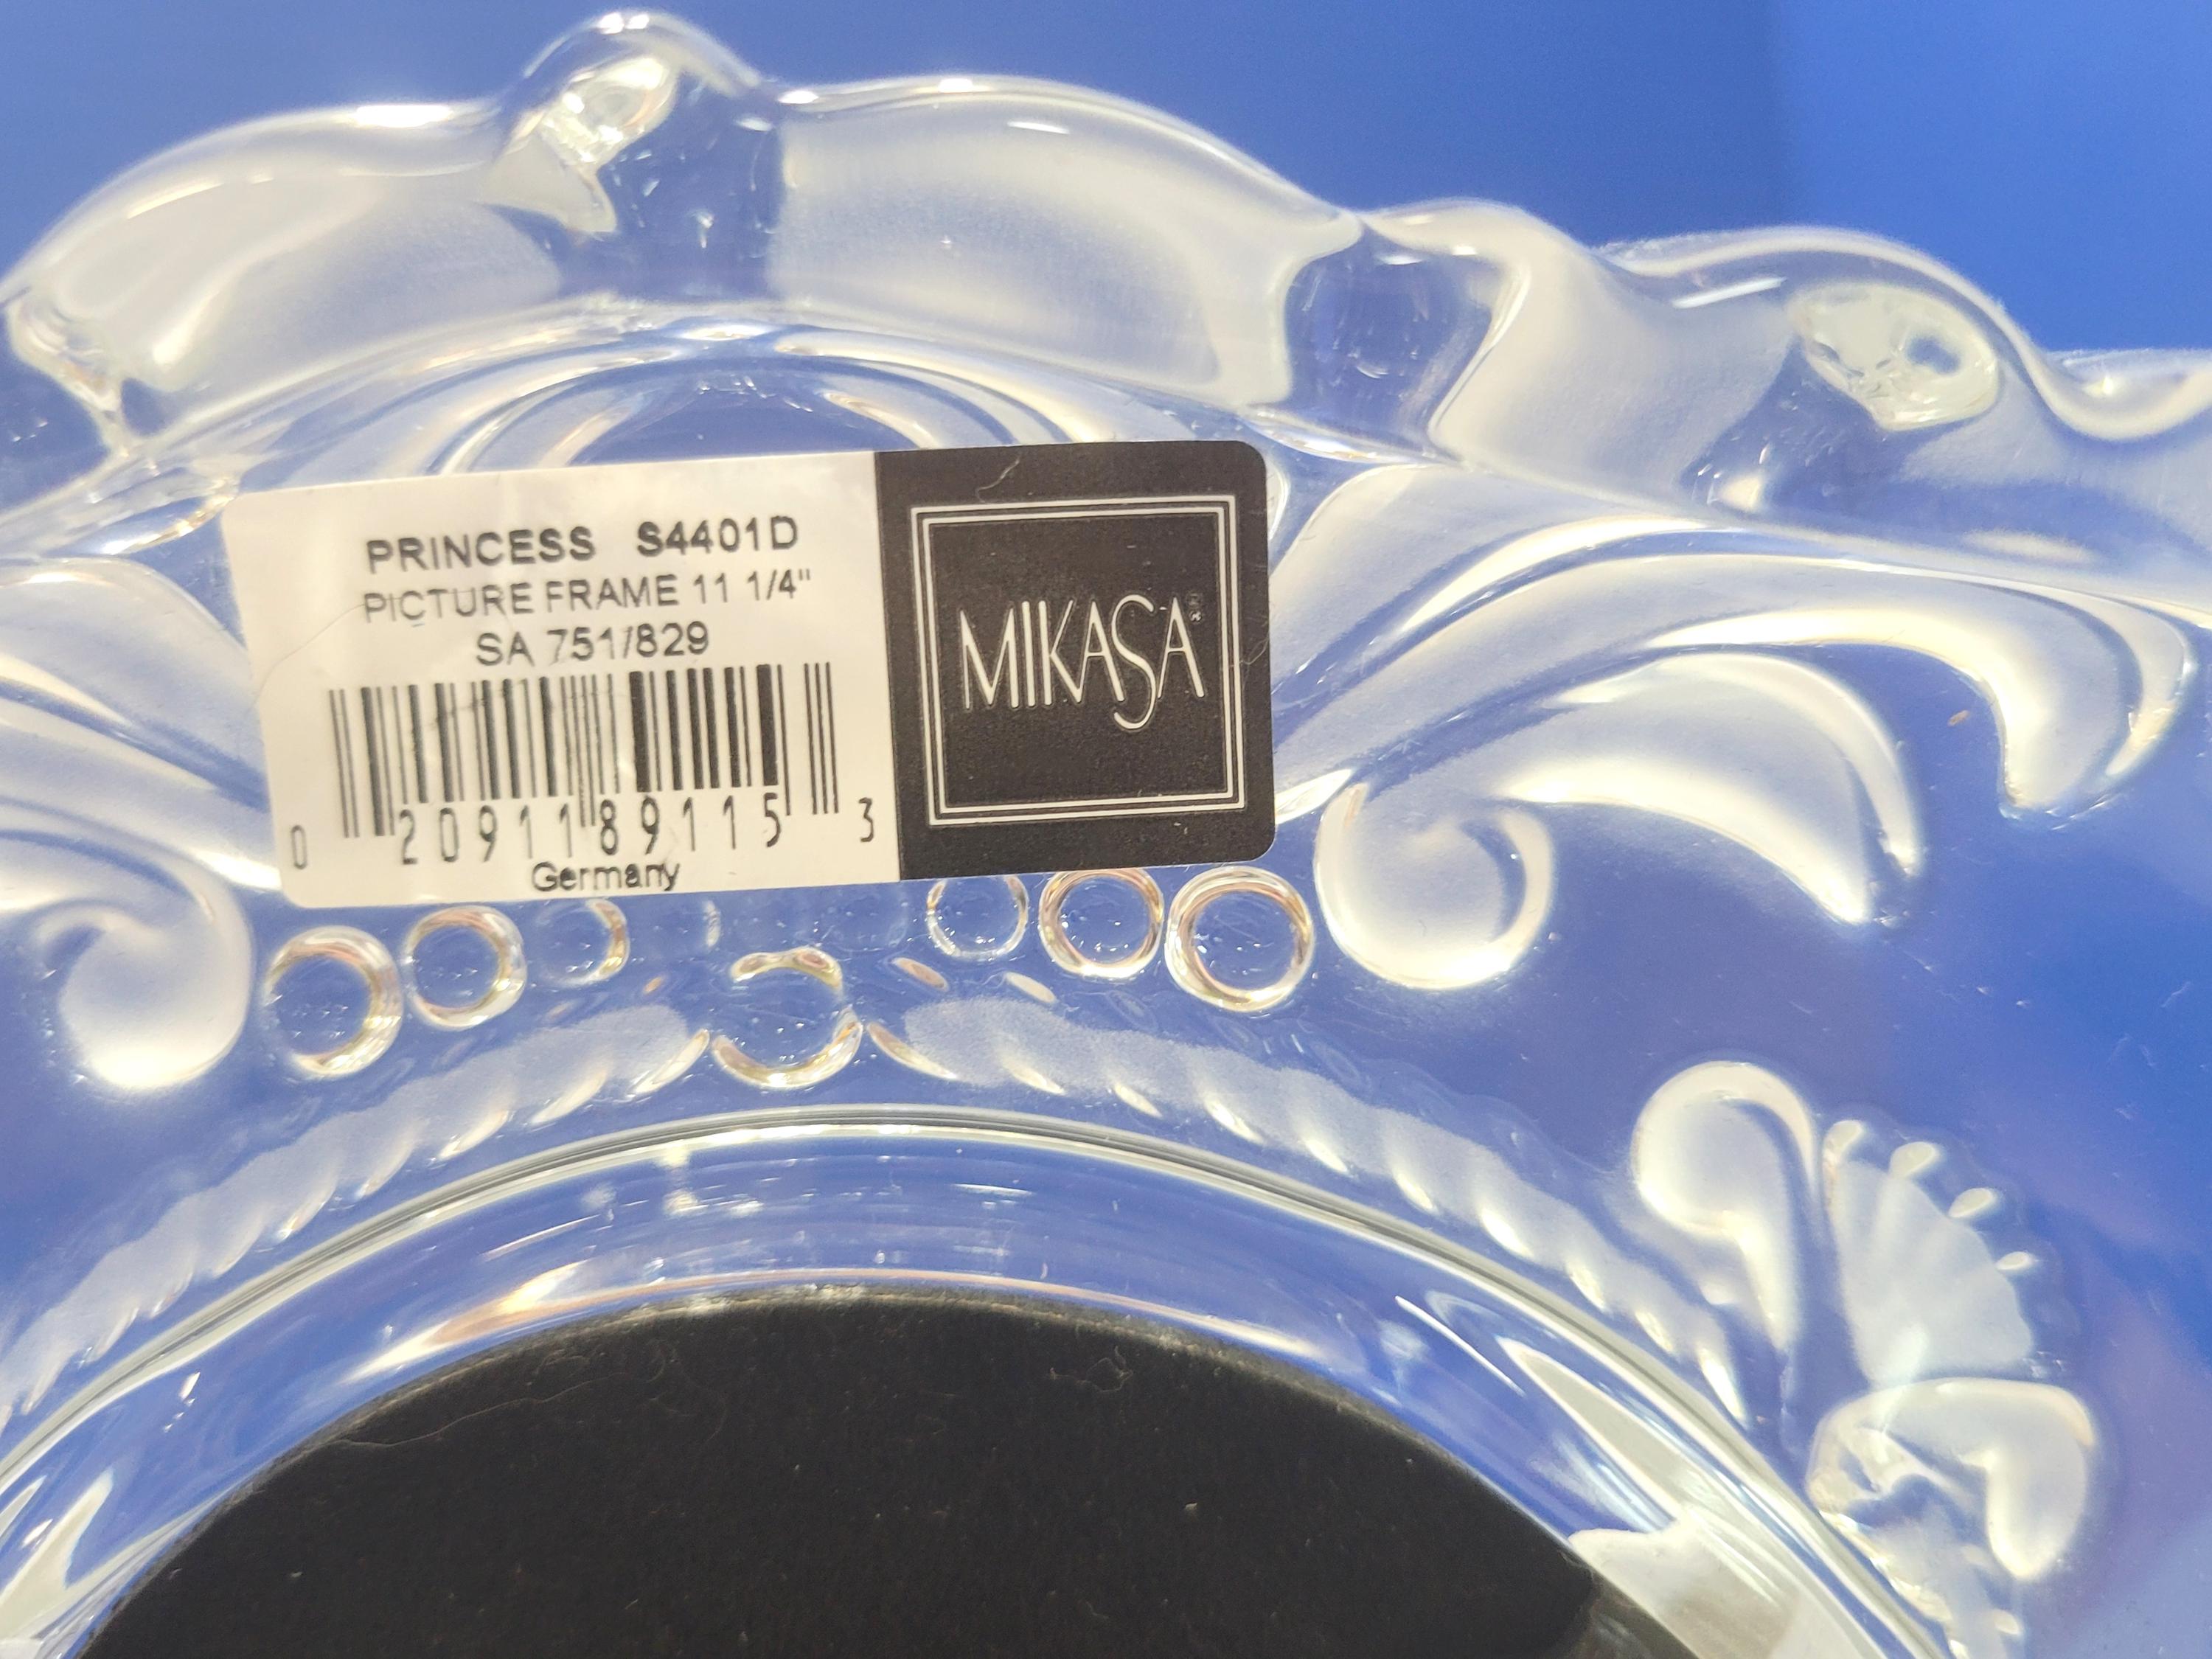 PRINCESS S4401D
PICTURE FRAME 11 1/4"
SA 751/829
0 20911 89115 3
Germany
MIKASA®